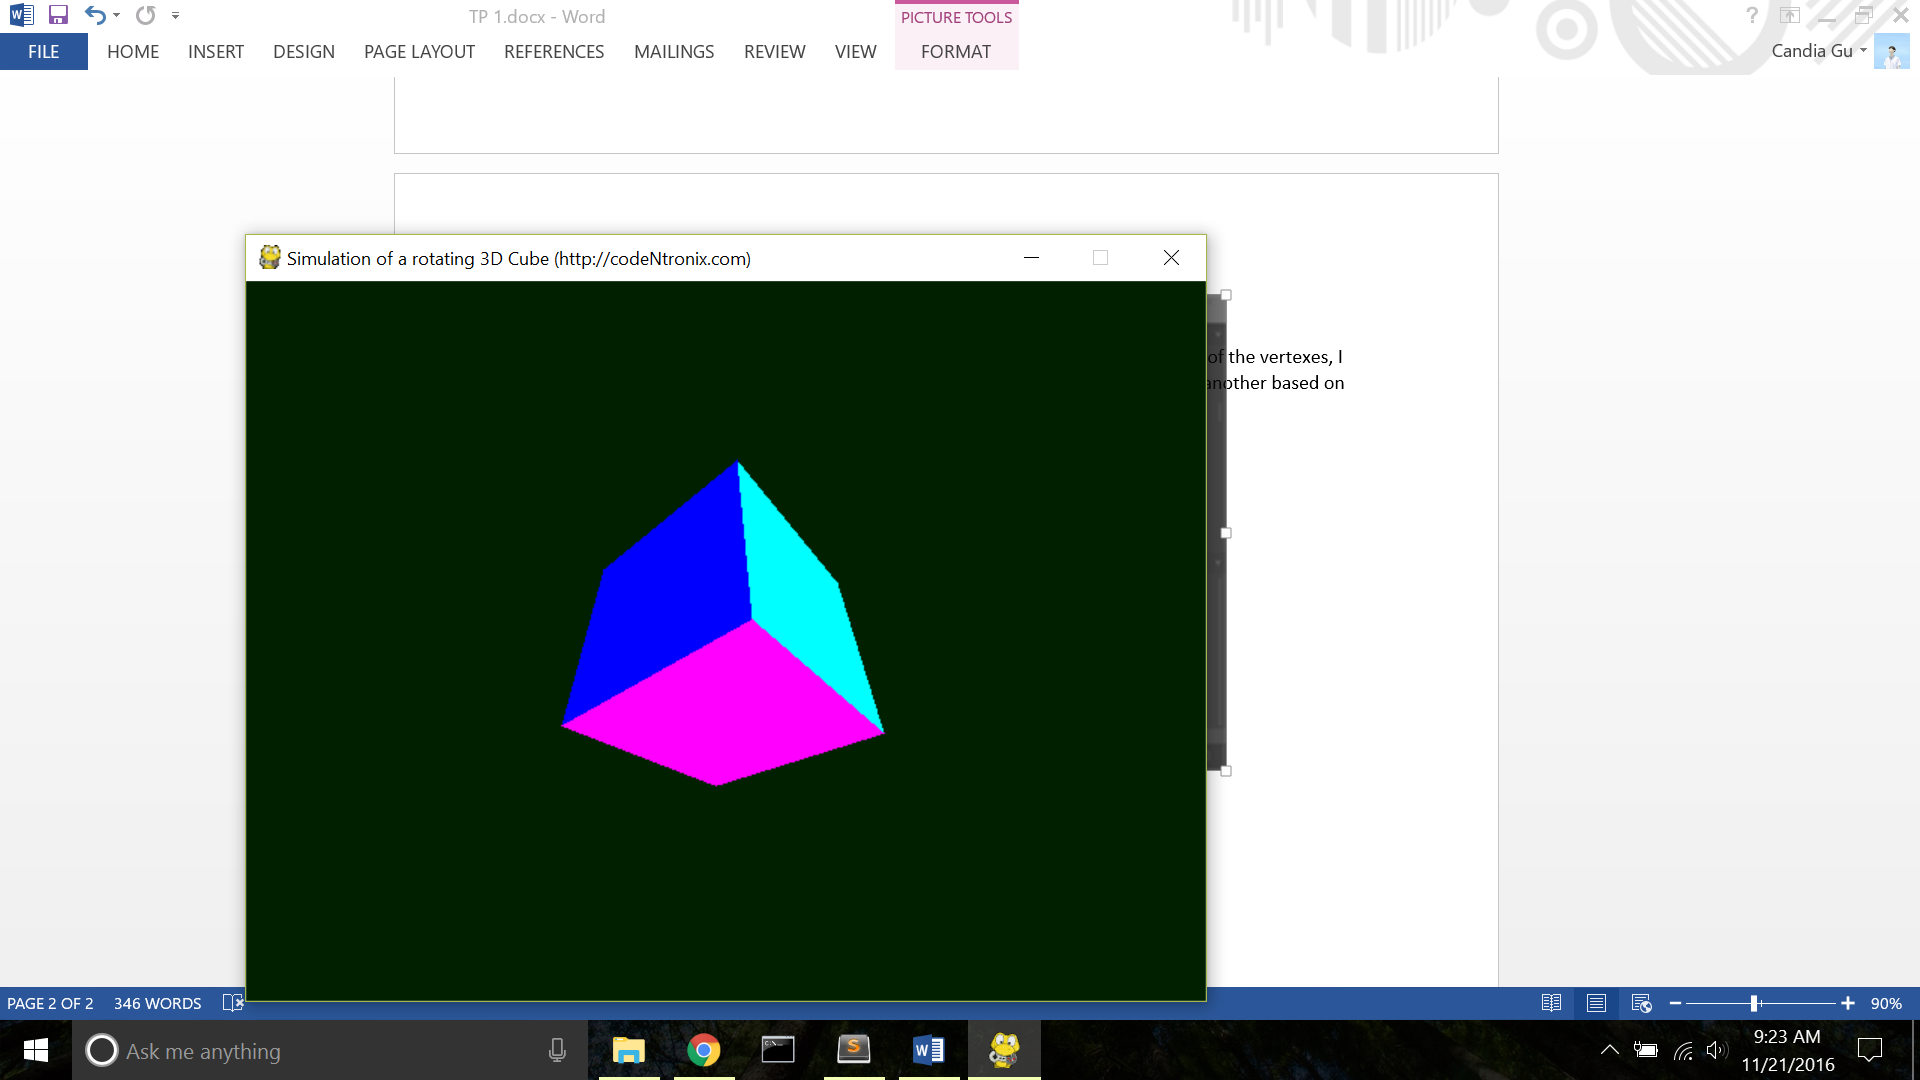 TP 1.docx - Word
PICTURE TOOLS
?
FILE
HOME
INSERT
DESIGN
PAGE LAYOUT
REFERENCES
MAILINGS
REVIEW
VIEW
FORMAT
Candia Gu
Simulation of a rotating 3D Cube (http://codeNtronix.com)
of the vertexes, I
another based on
PAGE 2 OF 2
346 WORDS
90%
Ask me anything
9:23 AM
11/21/2016